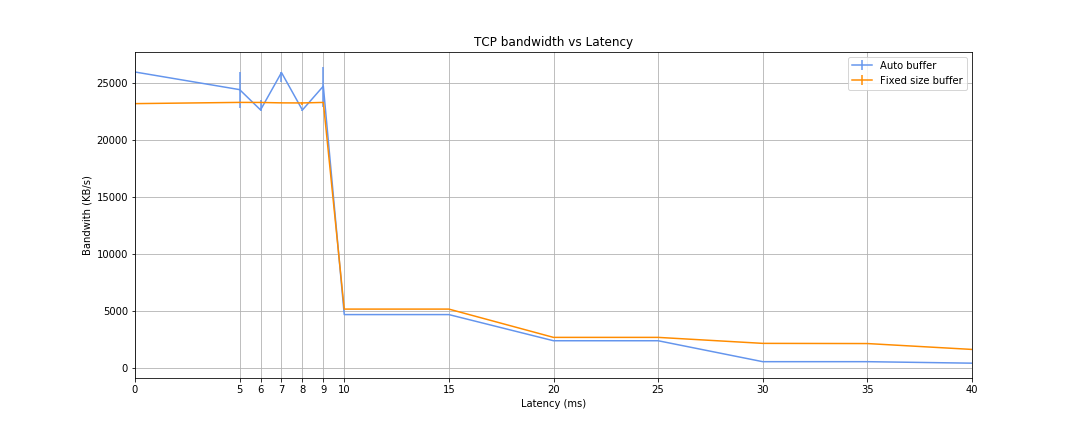 TCP bandwidth vs Latency
Auto buffer
Fixed size buffer
Bandwith (KB/s)
25000
20000
15000
10000
5000
0
0 5 6 7 8 9 10 15 20 25 30 35 40
Latency (ms)